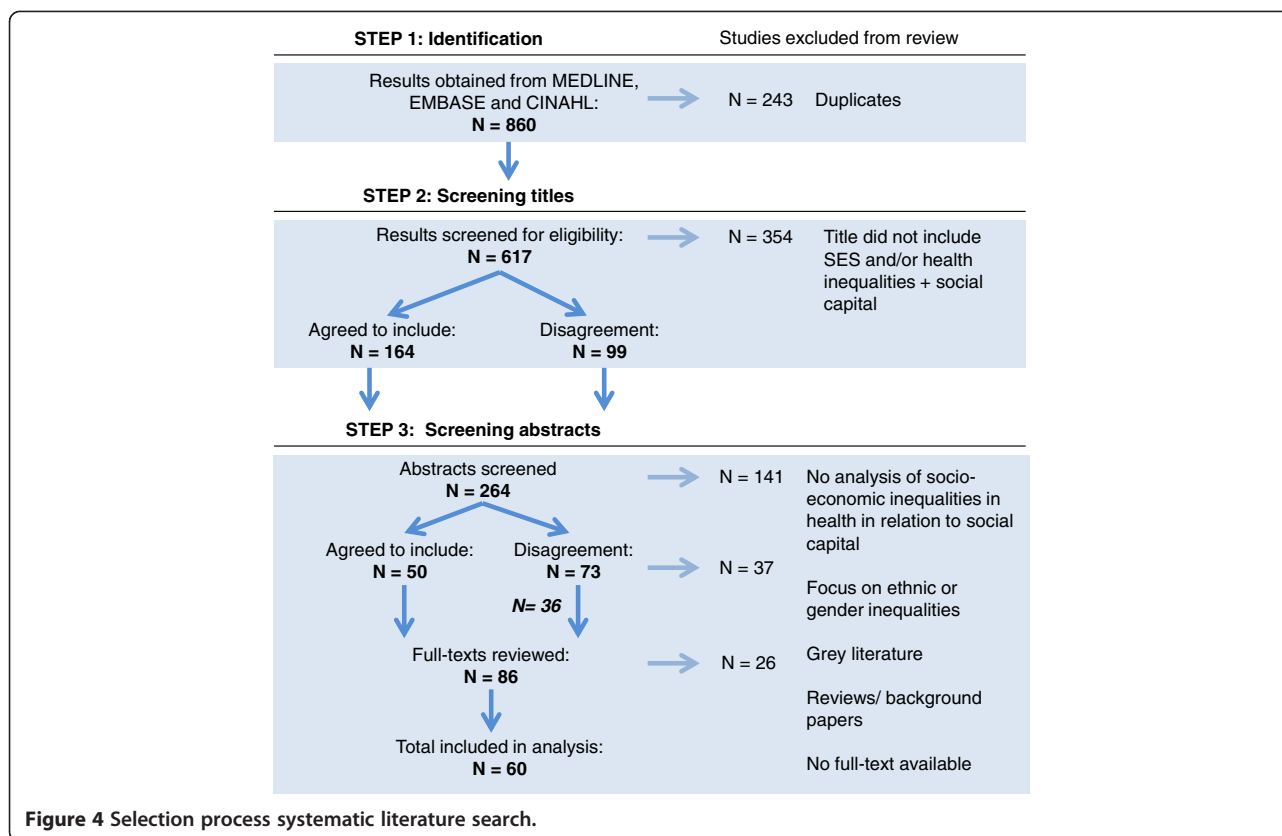 STEP 1: Identification
Studies excluded from review
Results obtained from MEDLINE,
EMBASE and CINAHL:
N = 860
N = 243 Duplicates
STEP 2: Screening titles
Results screened for eligibility:
N = 617
N = 354 Title did not include
SES and/or health
inequalities + social
capital
Agreed to include:
N = 164
Disagreement:
N = 99
STEP 3: Screening abstracts
Abstracts screened
N = 264
N = 141 No analysis of socio-
economic inequalities in
health in relation to social
capital
Agreed to include:
N = 50
Disagreement:
N = 73
N = 37
N= 36
Focus on ethnic or
gender inequalities
Full-texts reviewed:
N = 86
N = 26
Grey literature
Reviews/ background
papers
Total included in analysis:
N = 60
No full-text available
Figure 4 Selection process systematic literature search.